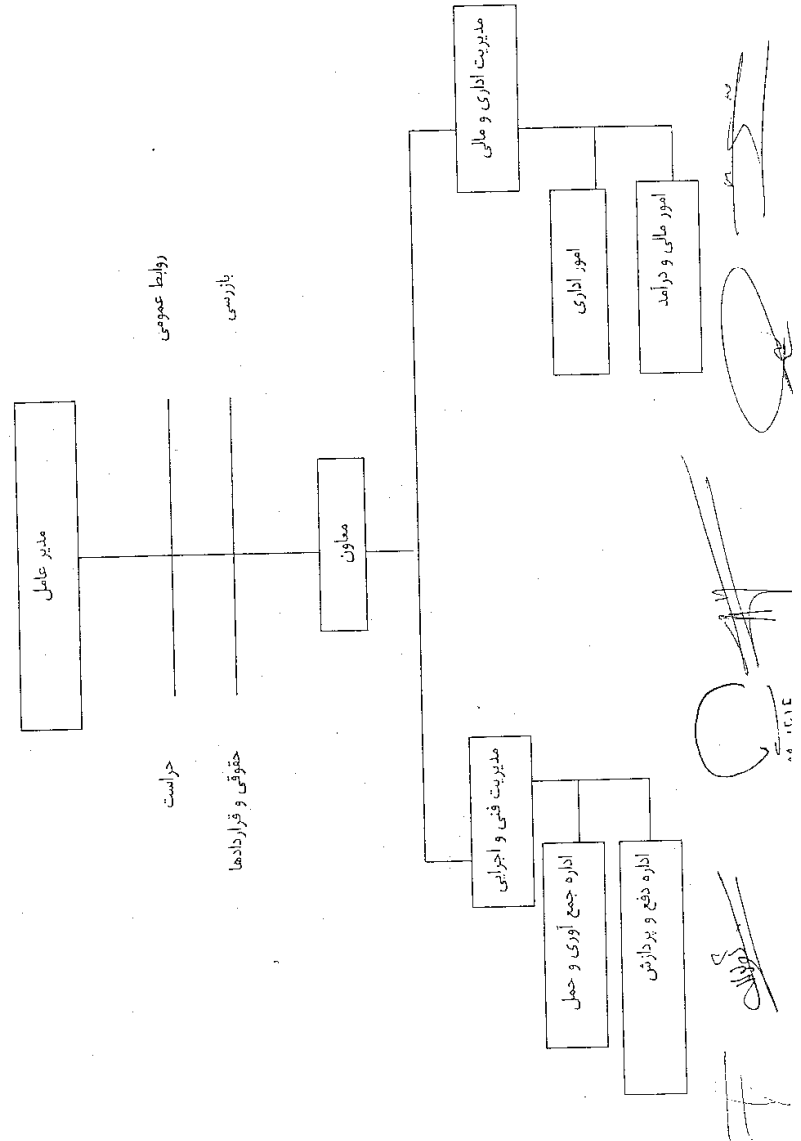 مدیر عامل
روابط عمومی
حراست
بازرسی
حقوقی و قراردادها
معاون
مدیریت اداری و مالی
امور اداری
امور مالی و درآمد
مدیریت فنی و اجرایی
اداره جمع آوری و حمل
اداره دفع و پردازش